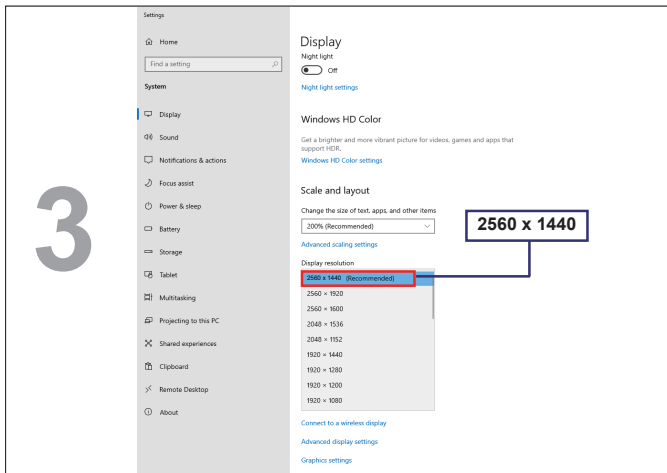 3
Settings
Home
Find a setting
System
Display
Sound
Notifications & actions
Focus assist
Power & sleep
Battery
Storage
Tablet
Multitasking
Projecting to this PC
Shared experiences
Clipboard
Remote Desktop
About
Display
Night light
Off
Night light settings
Windows HD Color
Get a brighter and more vibrant picture for videos, games and apps that
support HDR.
Windows HD Color settings
Scale and layout
Change the size of text, apps, and other items
200% (Recommended)
Advanced scaling settings
Display resolution
2560 x 1440 (Recommended)
2560 × 1920
2560 × 1600
2048 × 1536
2048 × 1152
1920 × 1440
1920 × 1280
1920 × 1200
1920 × 1080
Connect to a wireless display
Advanced display settings
Graphics settings
2560 x 1440